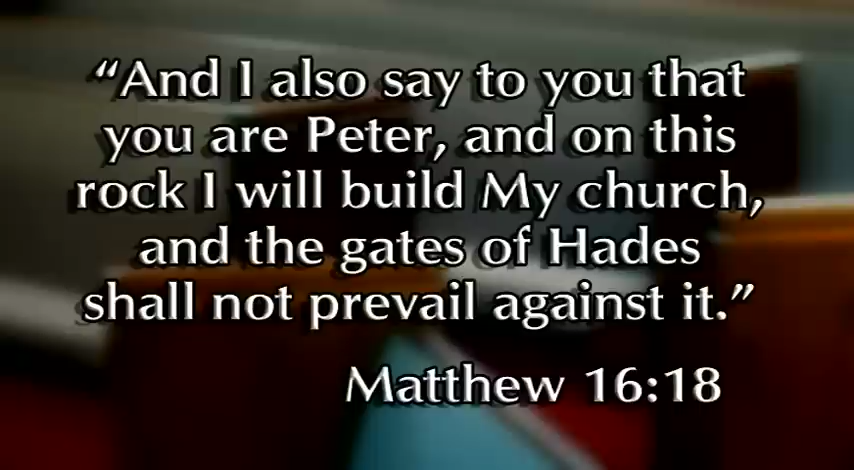 “And I also say to you that
you are Peter, and on this
rock I will build My church,
and the gates of Hades
shall not prevail against it.”
Matthew 16:18